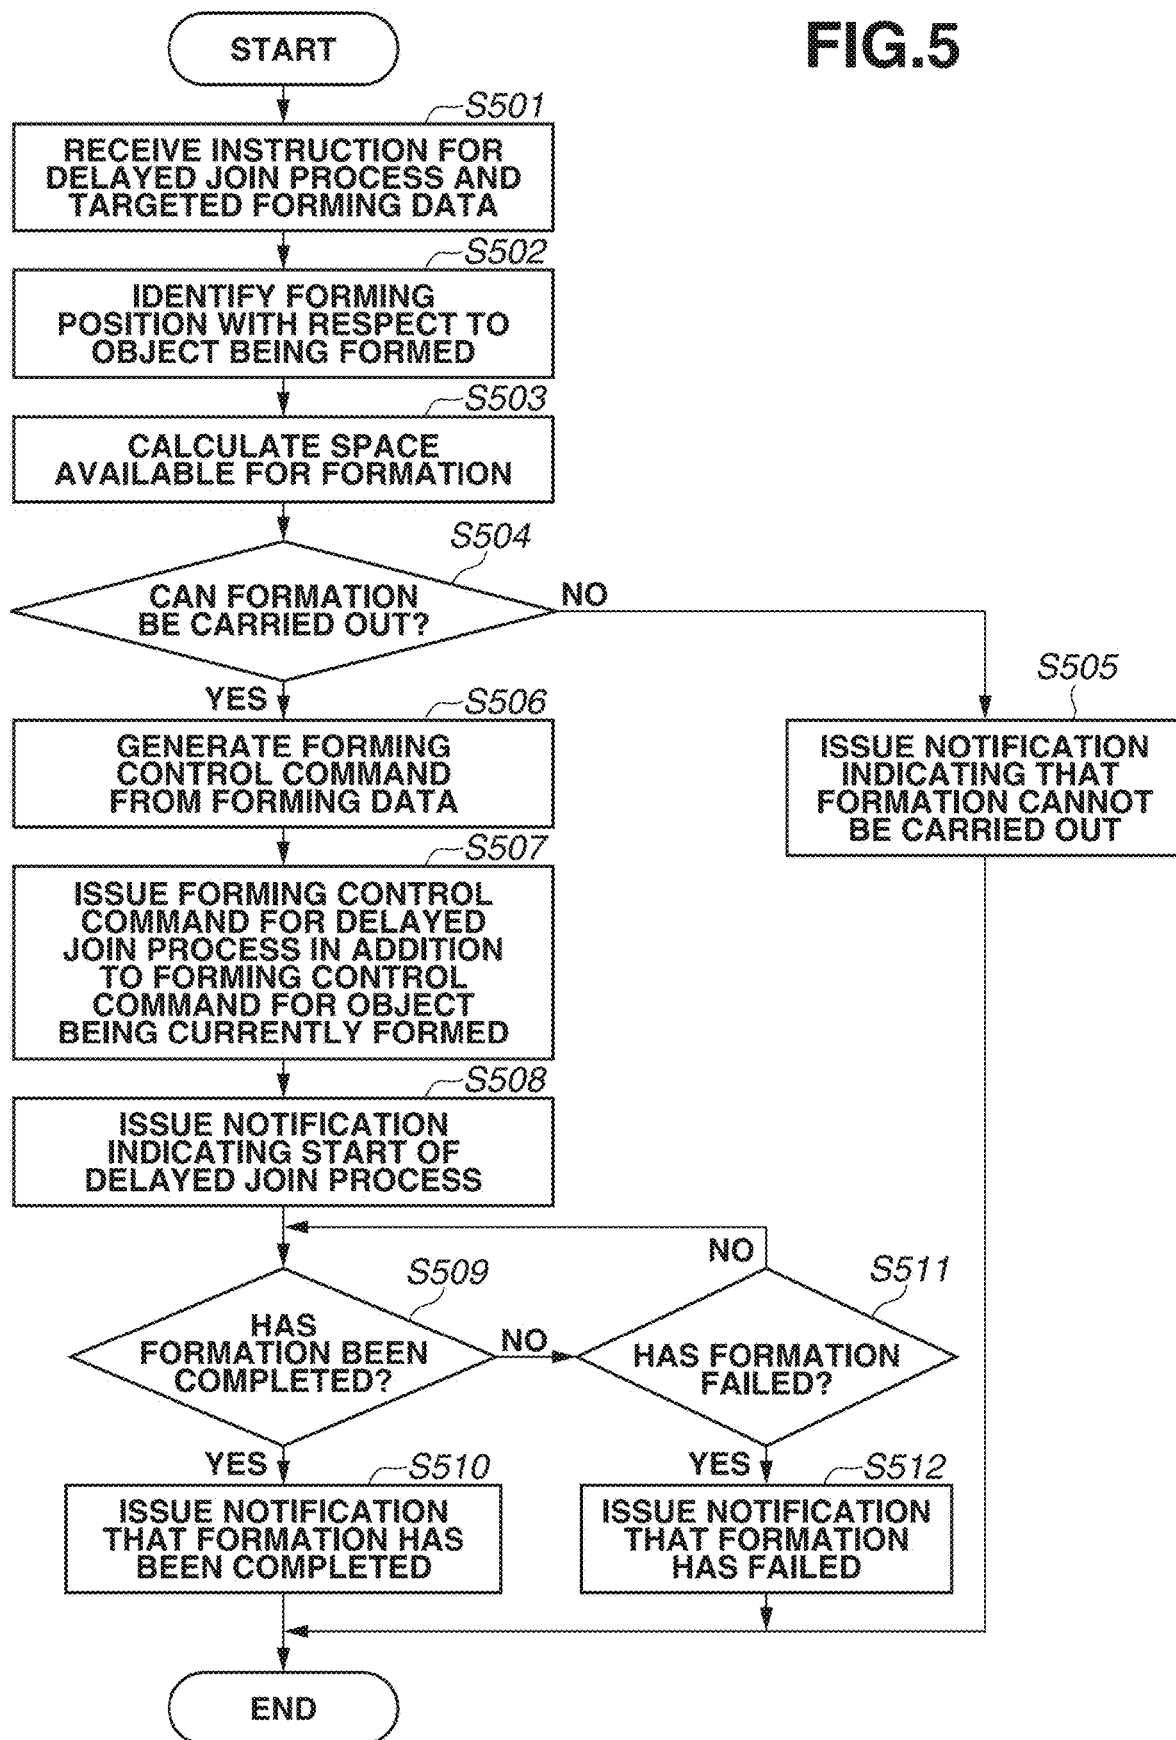 FIG.5
START
S501
RECEIVE INSTRUCTION FOR
DELAYED JOIN PROCESS AND
TARGETED FORMING DATA
S502
IDENTIFY FORMING
POSITION WITH RESPECT TO
OBJECT BEING FORMED
S503
CALCULATE SPACE
AVAILABLE FOR FORMATION
S504
CAN FORMATION
BE CARRIED OUT?
NO
YES
S505
ISSUE NOTIFICATION
INDICATING THAT
FORMATION CANNOT
BE CARRIED OUT
S506
GENERATE FORMING
CONTROL COMMAND
FROM FORMING DATA
S507
ISSUE FORMING CONTROL
COMMAND FOR DELAYED
JOIN PROCESS IN ADDITION
TO FORMING CONTROL
COMMAND FOR OBJECT
BEING CURRENTLY FORMED
S508
ISSUE NOTIFICATION
INDICATING START OF
DELAYED JOIN PROCESS
S509
HAS
FORMATION BEEN
COMPLETED?
NO
YES
S511
HAS FORMATION
FAILED?
NO
YES
S510
ISSUE NOTIFICATION
THAT FORMATION HAS
BEEN COMPLETED
S512
ISSUE NOTIFICATION
THAT FORMATION
HAS FAILED
END